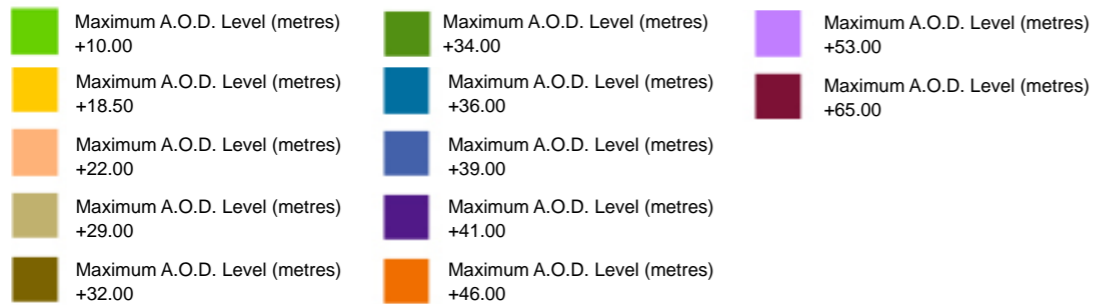 Maximum A.O.D. Level (metres)
+10.00
Maximum A.O.D. Level (metres)
+18.50
Maximum A.O.D. Level (metres)
+22.00
Maximum A.O.D. Level (metres)
+29.00
Maximum A.O.D. Level (metres)
+32.00
Maximum A.O.D. Level (metres)
+34.00
Maximum A.O.D. Level (metres)
+36.00
Maximum A.O.D. Level (metres)
+39.00
Maximum A.O.D. Level (metres)
+41.00
Maximum A.O.D. Level (metres)
+46.00
Maximum A.O.D. Level (metres)
+53.00
Maximum A.O.D. Level (metres)
+65.00